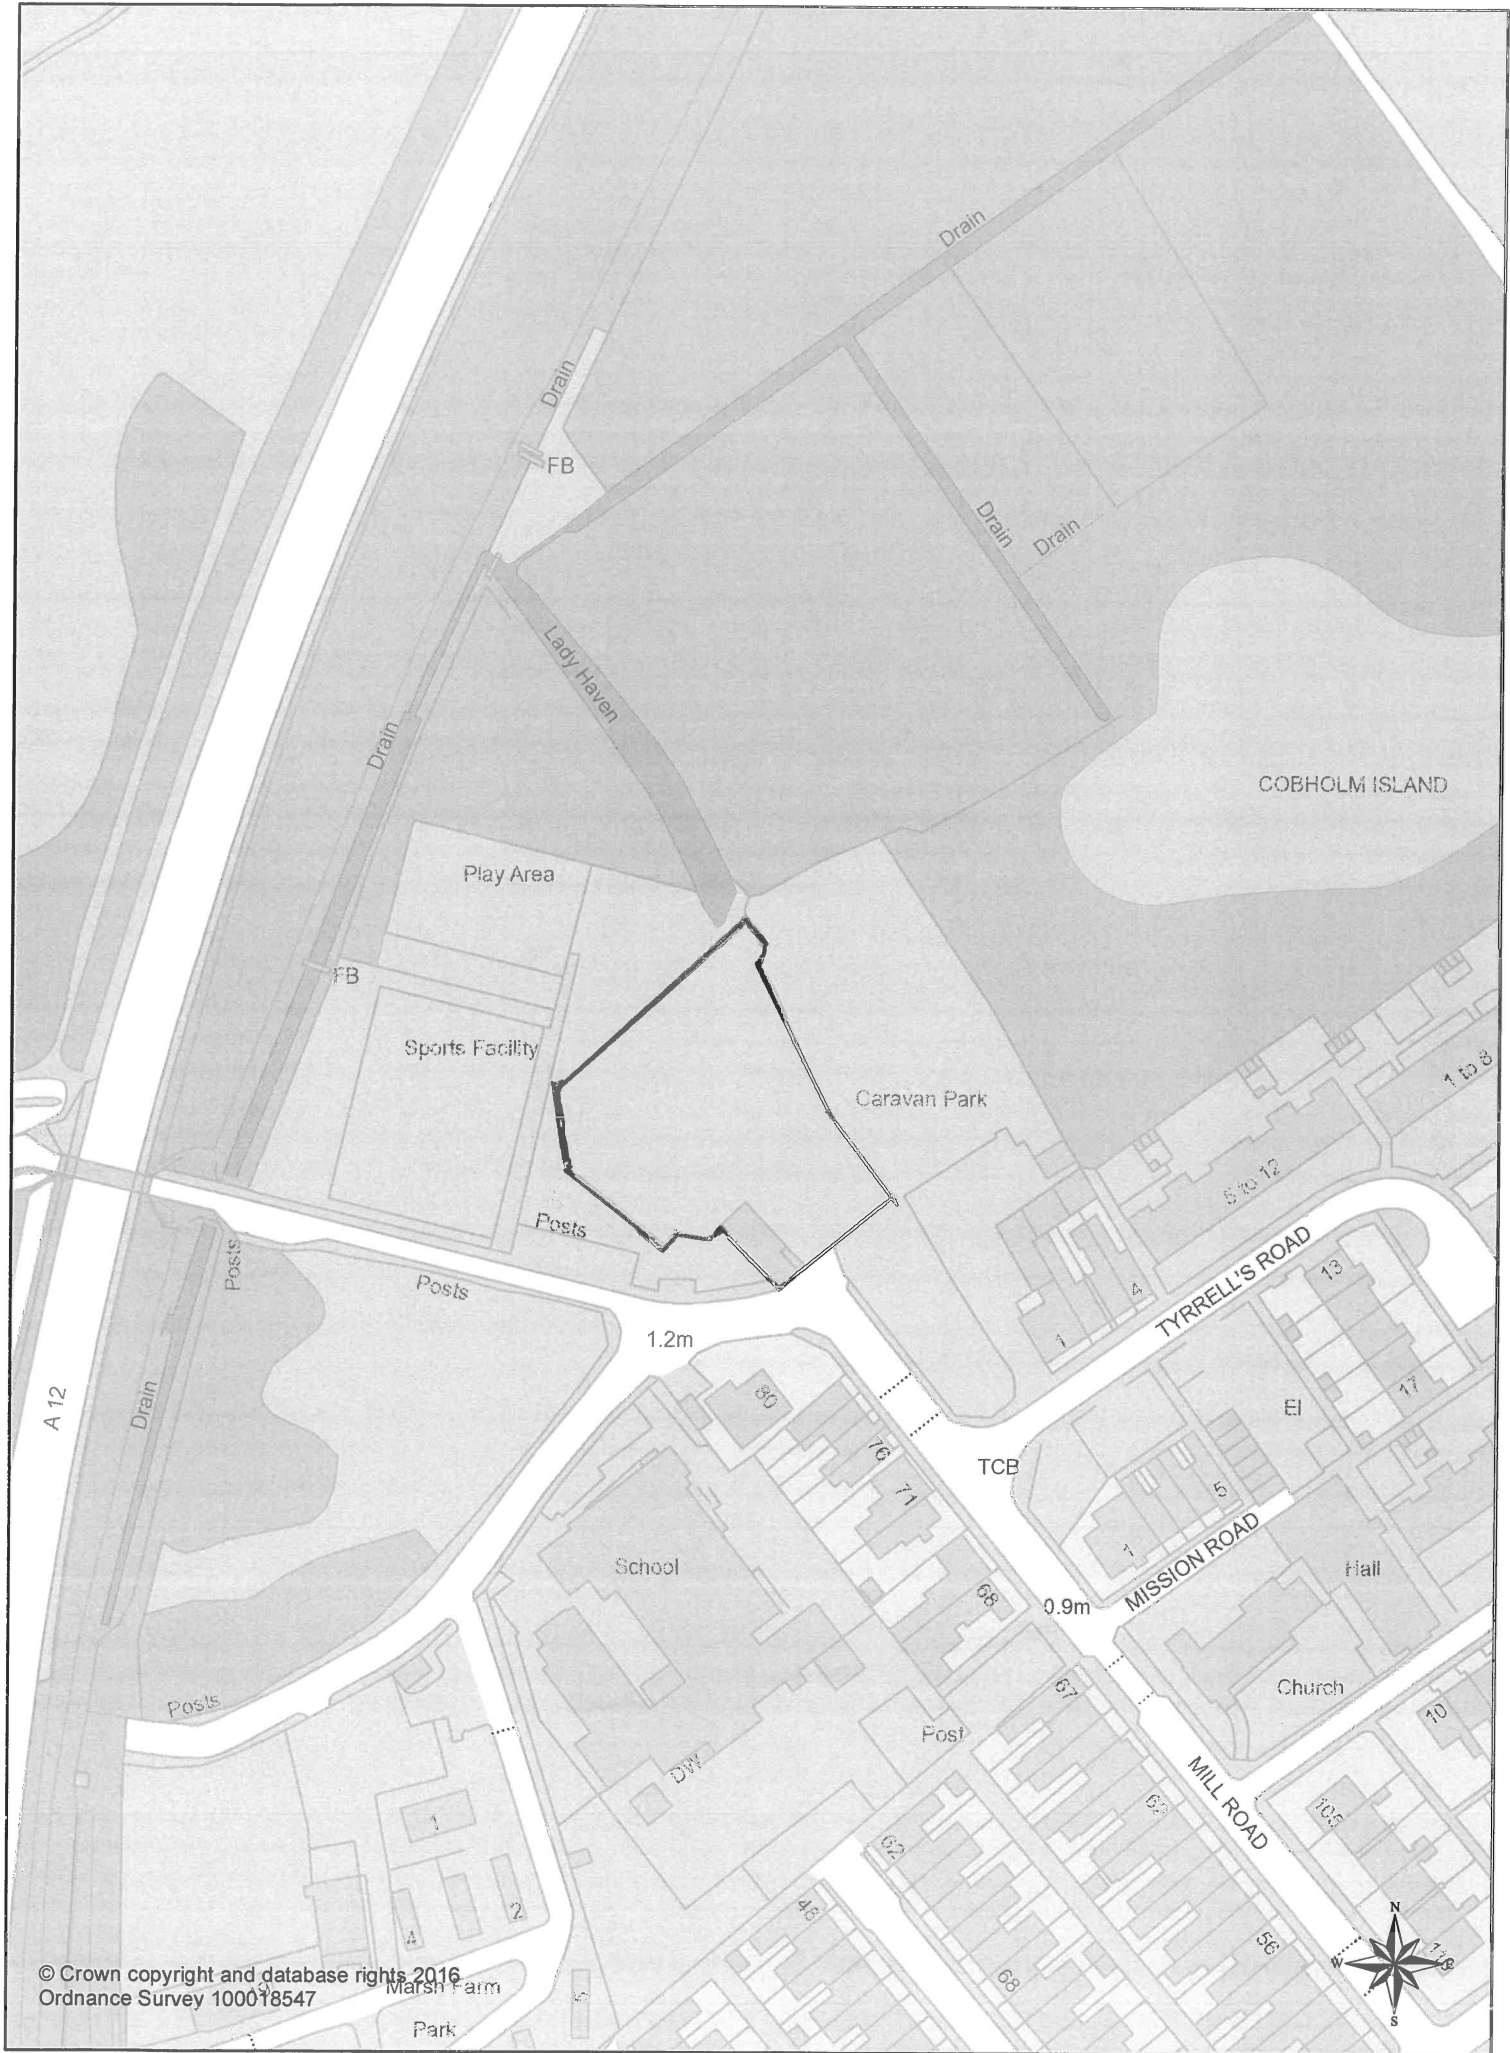 Drain
Drain
FB
Drain
Drain
Lady Haven
Drain
COBHOLM ISLAND
Play Area
FB
Sports Facility
Caravan Park
1 to 8
5 to 12
Posts
Posts
Posts
TYRRELL'S ROAD
13
4
1
1.2m
17
El
80
A 12
Drain
76
TCB
71
5
1
MISSION ROAD
School
Hall
68
0.9m
Church
67
Posts
10
Post
DW
MILL ROAD
62
105
1
62
48
2
4
56
68
N
W
E
S
© Crown copyright and database rights 2016
Ordnance Survey 100018547
9
Marsh Farm
Park
5